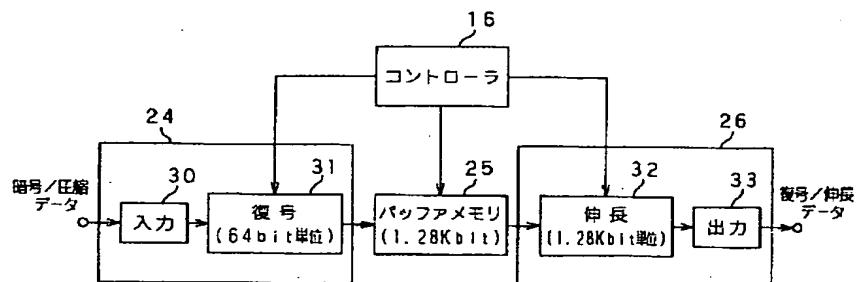 16
コントローラ
24
26
暗号/圧縮
データ
30
入力
31
復号
(64bit単位)
25
バッファメモリ
(1.28Kbit)
32
伸長
(1.28Kbit単位)
33
出力
復号/伸長
データ